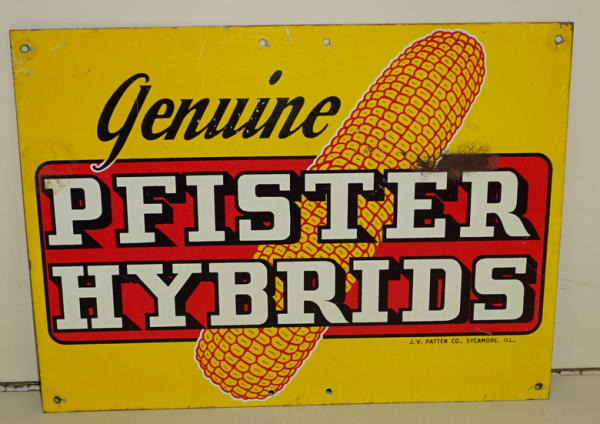 Genuine
PFISTER
HYBRIDS
J. V. PATTEN CO., SYCAMORE, ILL.